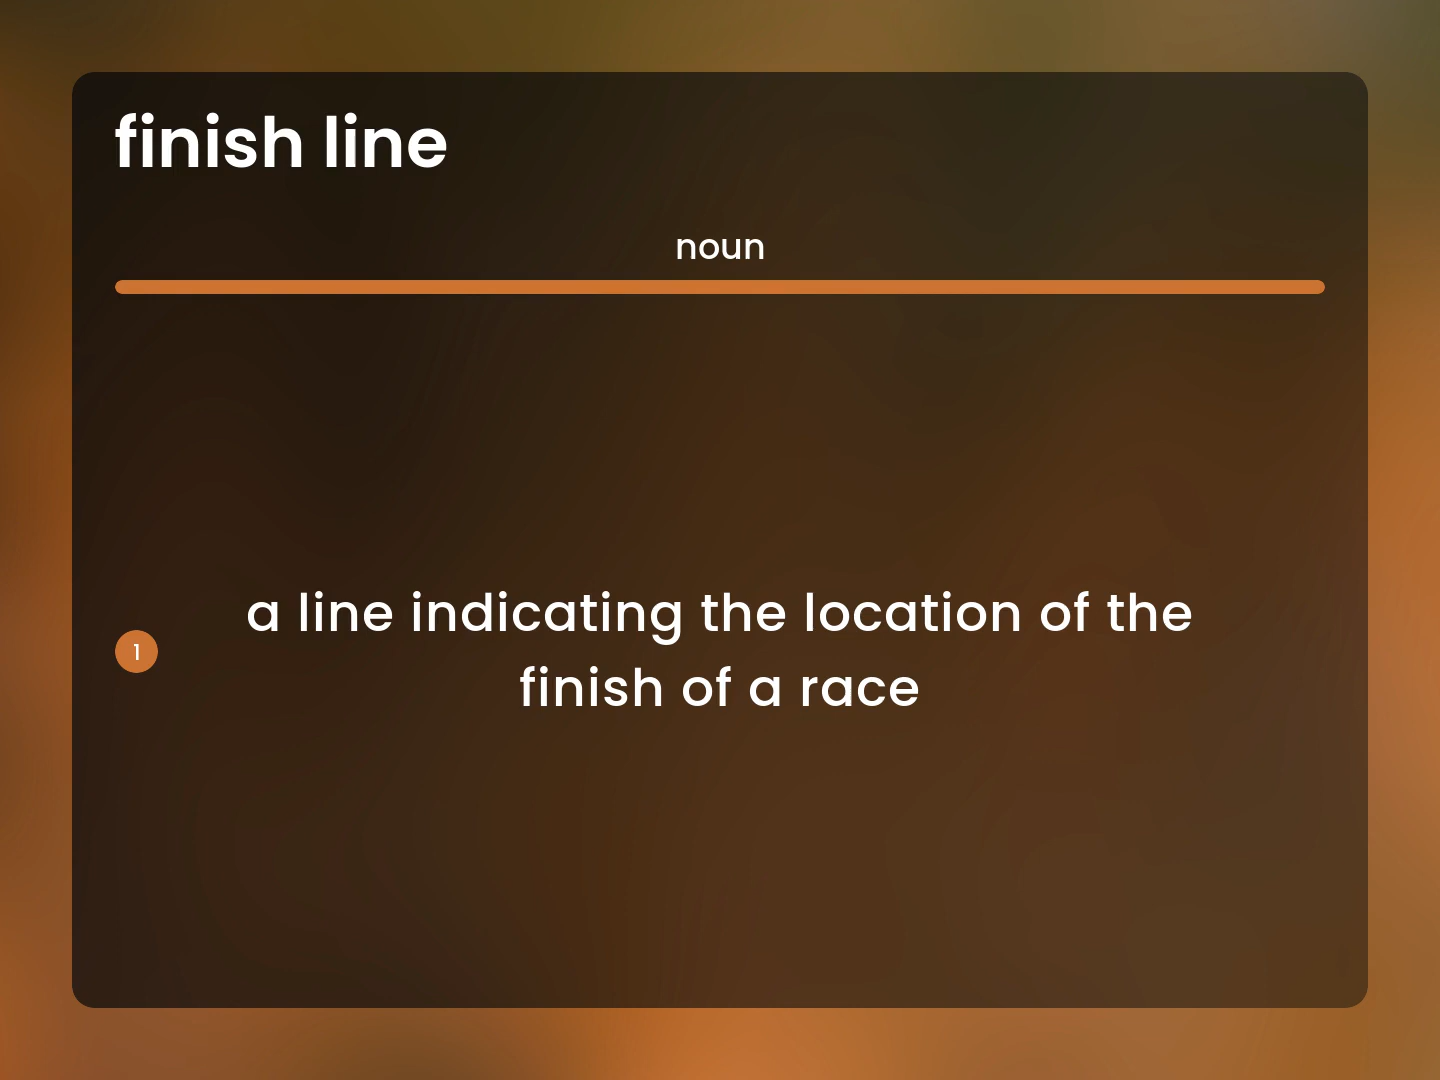 finish line
noun
1
a line indicating the location of the
finish of a race